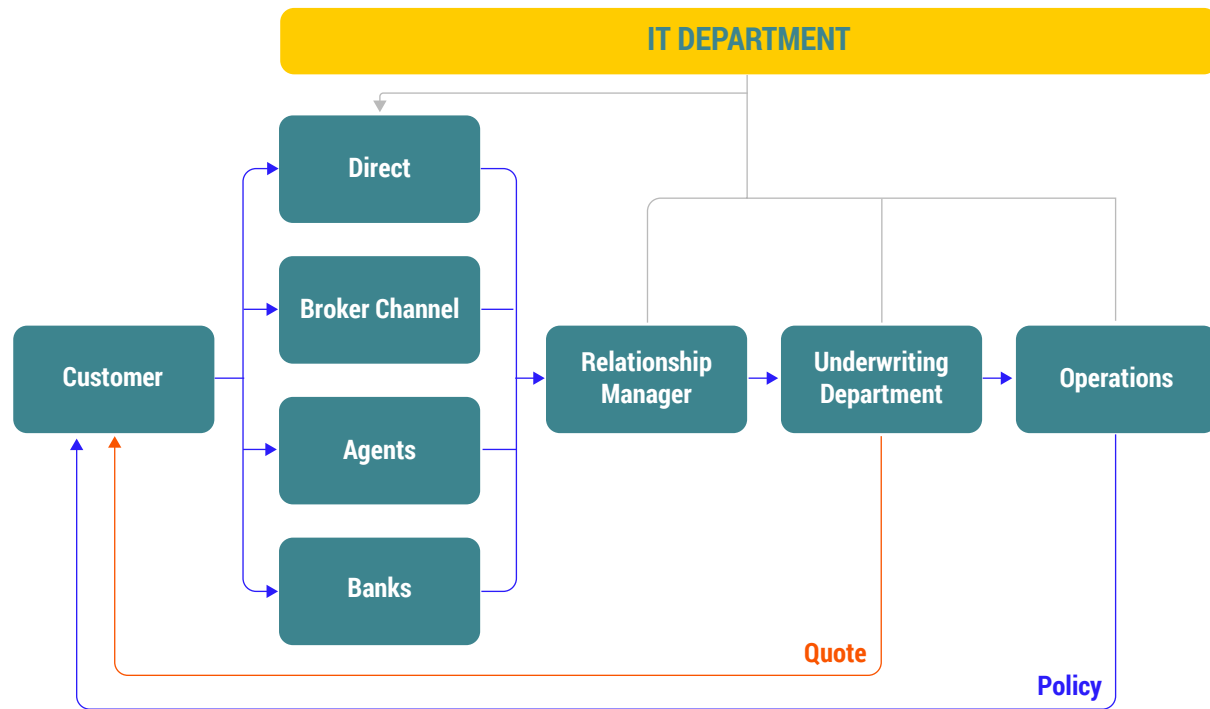 IT DEPARTMENT
Direct
Broker Channel
Customer
Relationship
Manager
Underwriting
Department
Operations
Agents
Banks
Quote
Policy